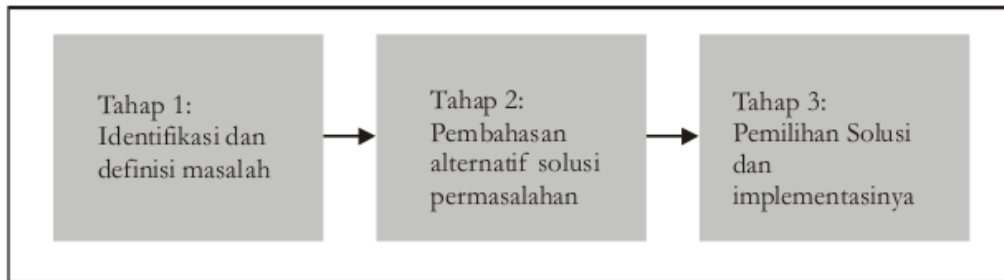 Tahap 1:
Identifikasi dan
definisi masalah
Tahap 2:
Pembahasan
alternatif solusi
permasalahan
Tahap 3:
Pemilihan Solusi
dan
implementasinya